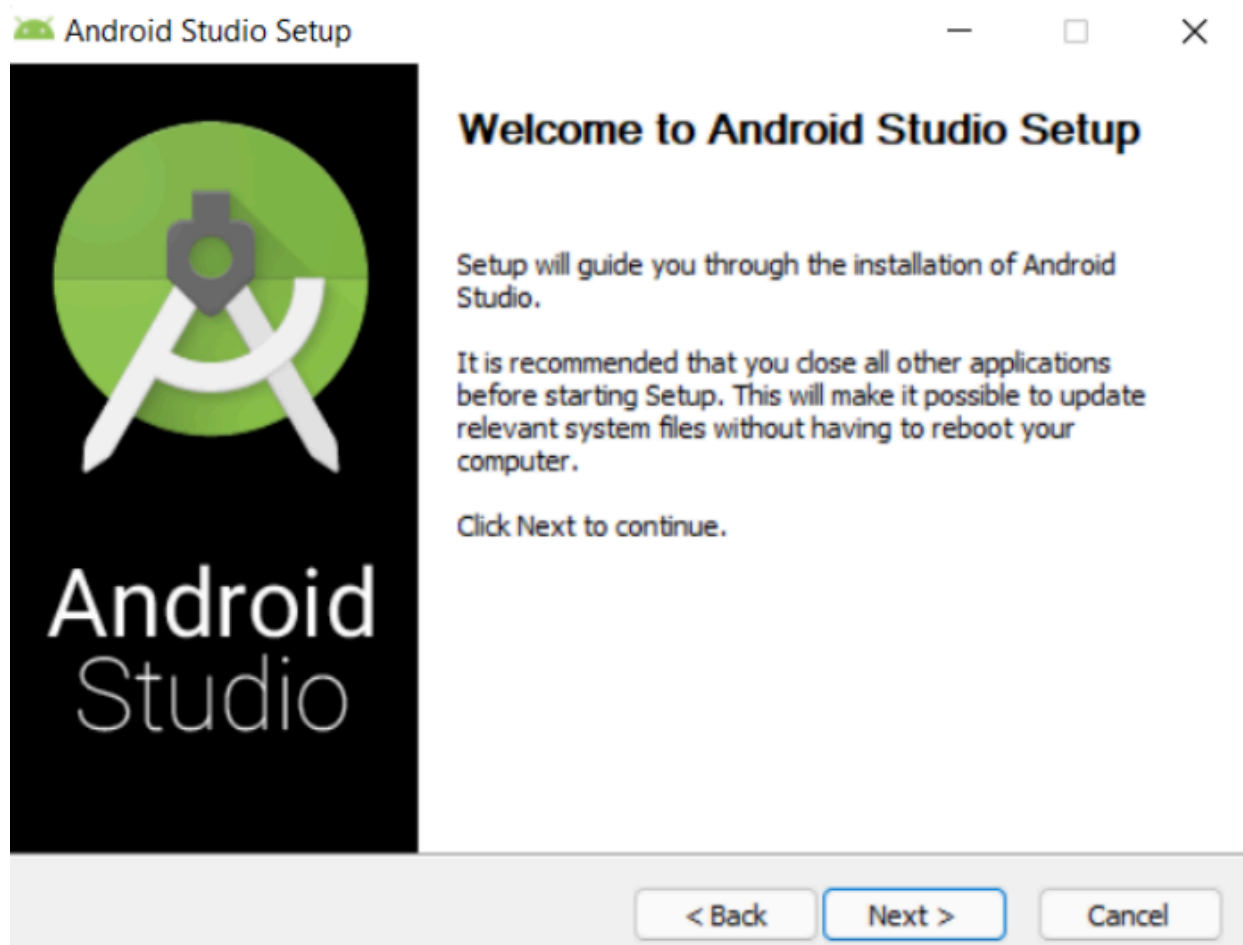 Android Studio Setup
Welcome to Android Studio Setup
Setup will guide you through the installation of Android
Studio.
It is recommended that you close all other applications
before starting Setup. This will make it possible to update
relevant system files without having to reboot your
computer.
Click Next to continue.
Android
Studio
< Back Next > Cancel